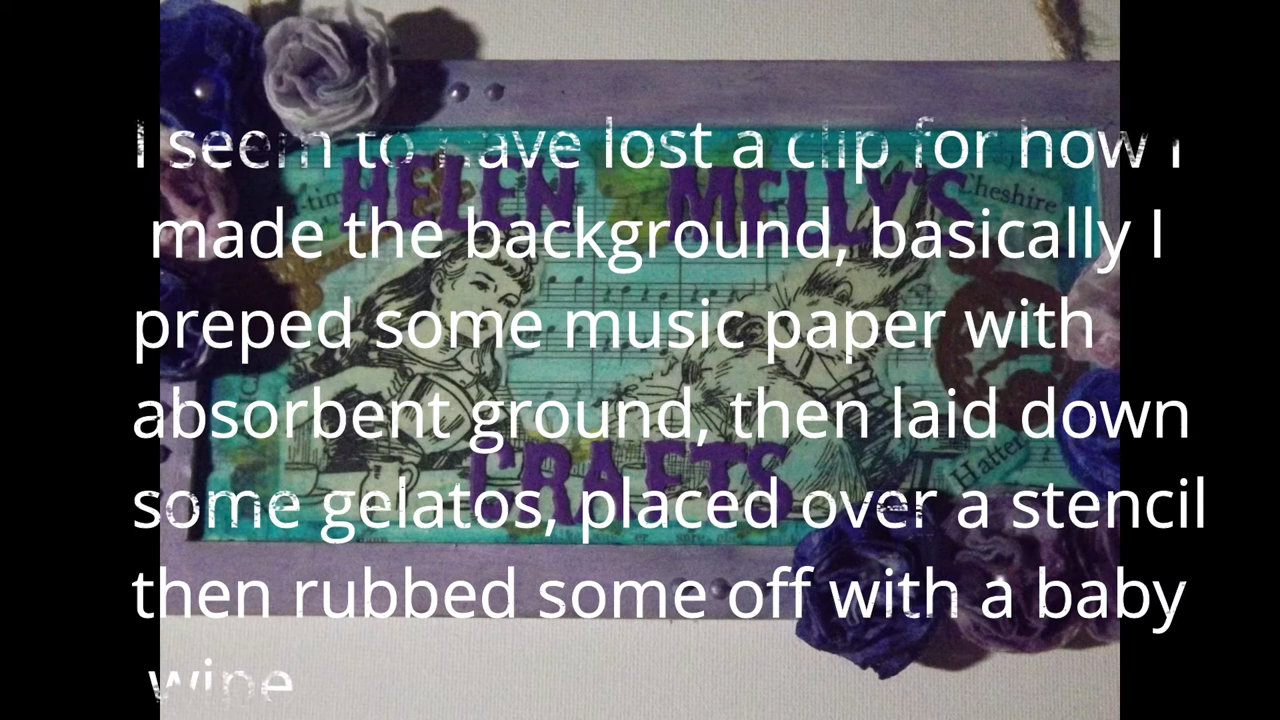 I seem to have lost a clip for how I
made the background, basically I
preped some music paper with
absorbent ground, then laid down
some gelatos, placed over a stencil
then rubbed some off with a baby
wipe
HELEN MELLY'S
Cheshire
Hatter
CRAFTS